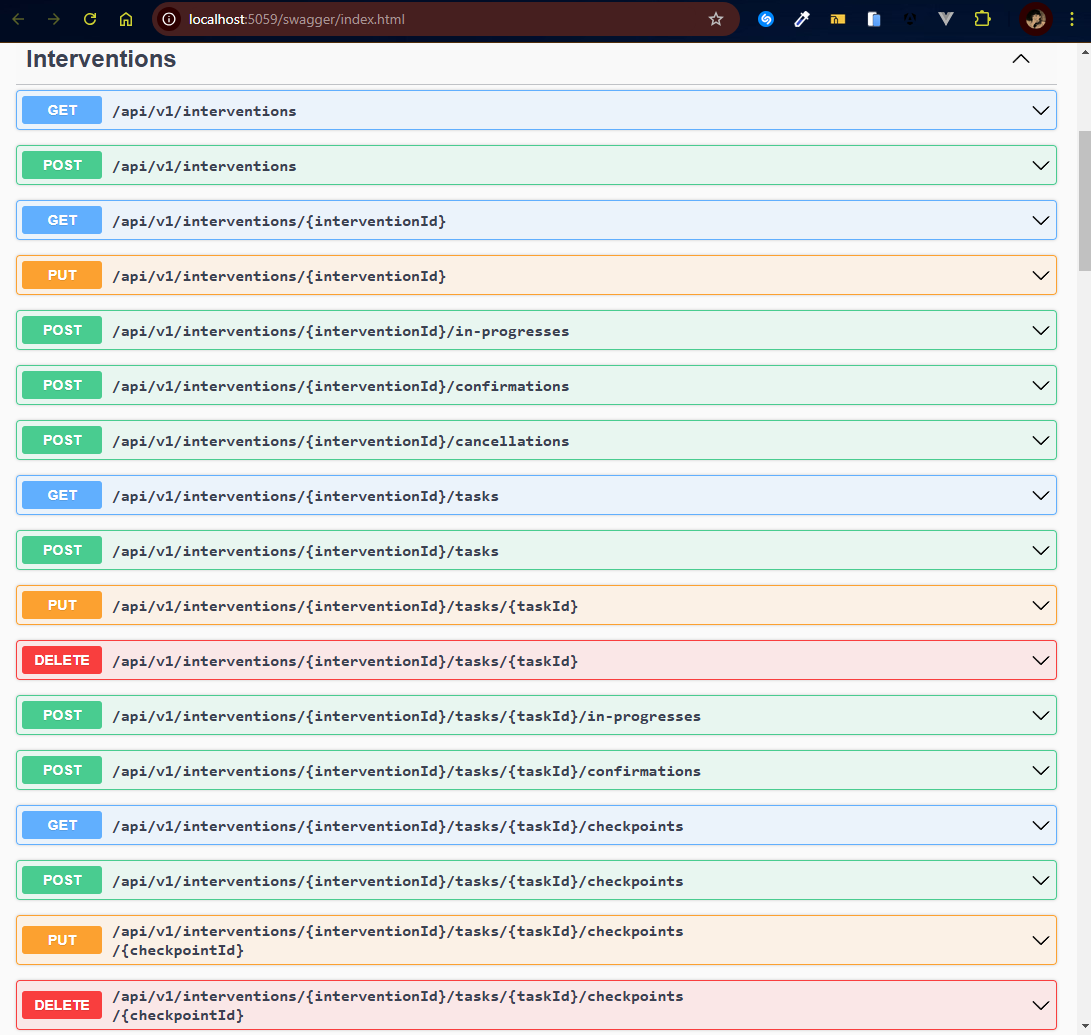 localhost:5059/swagger/index.html
Interventions
GET /api/v1/interventions
POST /api/v1/interventions
GET /api/v1/interventions/{interventionId}
PUT /api/v1/interventions/{interventionId}
POST /api/v1/interventions/{interventionId}/in-progresses
POST /api/v1/interventions/{interventionId}/confirmations
POST /api/v1/interventions/{interventionId}/cancellations
GET /api/v1/interventions/{interventionId}/tasks
POST /api/v1/interventions/{interventionId}/tasks
PUT /api/v1/interventions/{interventionId}/tasks/{taskId}
DELETE /api/v1/interventions/{interventionId}/tasks/{taskId}
POST /api/v1/interventions/{interventionId}/tasks/{taskId}/in-progresses
POST /api/v1/interventions/{interventionId}/tasks/{taskId}/confirmations
GET /api/v1/interventions/{interventionId}/tasks/{taskId}/checkpoints
POST /api/v1/interventions/{interventionId}/tasks/{taskId}/checkpoints
PUT /api/v1/interventions/{interventionId}/tasks/{taskId}/checkpoints
/{checkpointId}
DELETE /api/v1/interventions/{interventionId}/tasks/{taskId}/checkpoints
/{checkpointId}